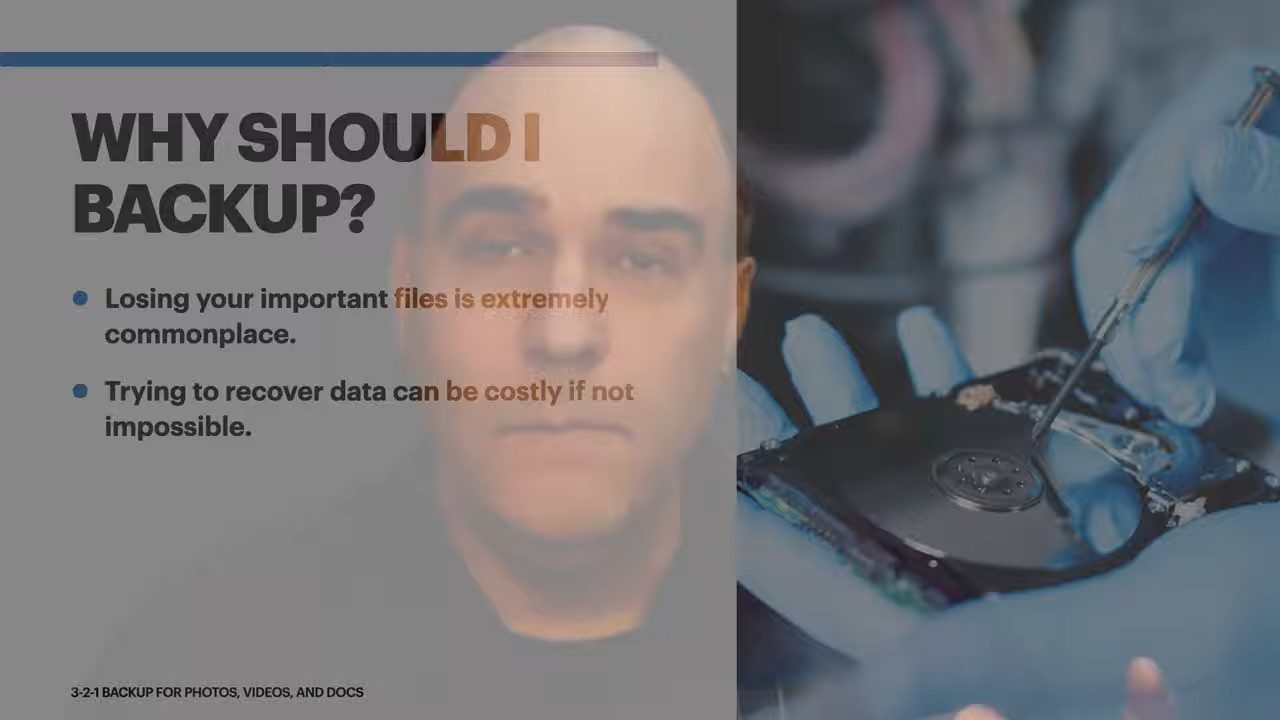 WHY SHOULD I
BACKUP?
Losing your important files is extremely
commonplace.
Trying to recover data can be costly if not
impossible.
3-2-1 BACKUP FOR PHOTOS, VIDEOS, AND DOCS